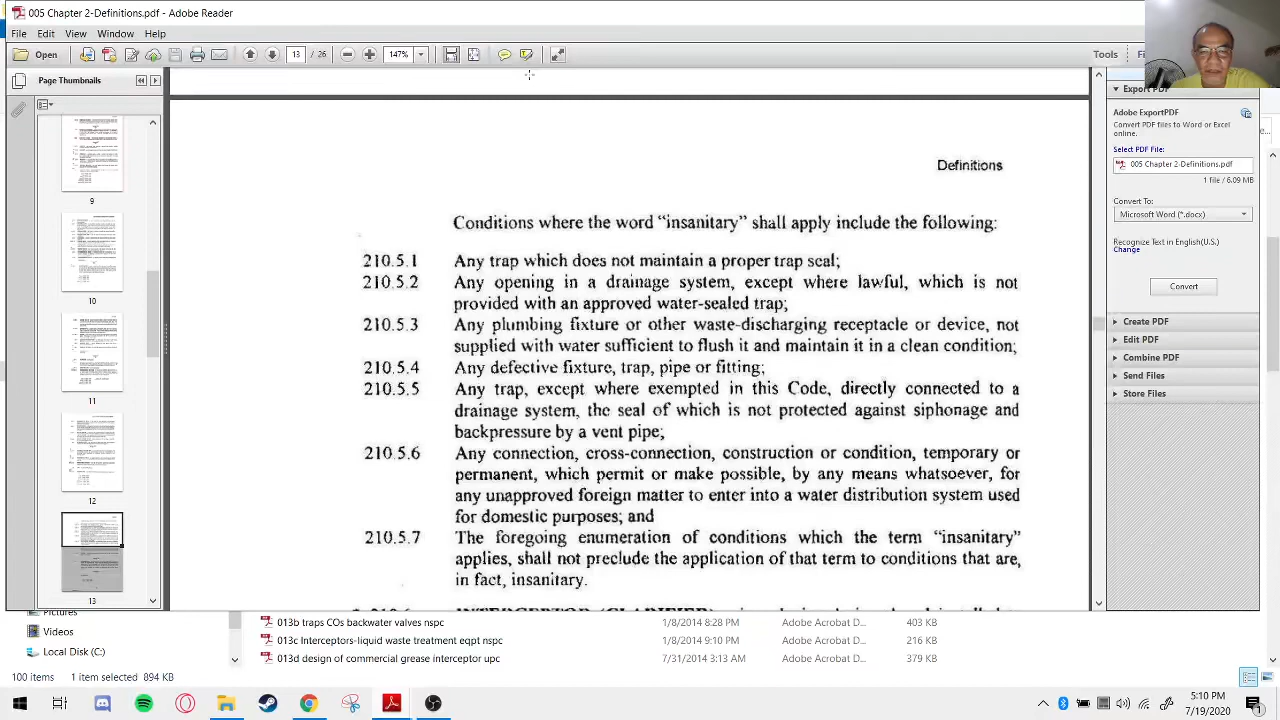 005 Chapter 2-Definitions.pdf - Adobe Reader
File Edit View Window Help
Open 13 / 26 147% Tools
Page Thumbnails
9
10
11
12
13
Definitions
Conditions where the word "insanitary" shall apply include the following:
210.5.1 Any trap which does not maintain a proper trap seal;
210.5.2 Any opening in a drainage system, except where lawful, which is not
provided with an approved water-sealed trap;
210.5.3 Any plumbing fixture or other waste-discharging receptacle or device, not
supplied with water sufficient to flush it and maintain it in a clean condition;
210.5.4 Any defective fixture, trap, pipe or fitting;
210.5.5 Any trap, except where exempted in this Code, directly connected to a
drainage system, the seal of which is not protected against siphonage and
backpressure by a vent pipe;
210.5.6 Any connection, cross-connection, construction or condition, temporary or
permanent, which permit or make possible, by any means whatsoever, for
any unapproved foreign matter to enter into a water distribution system used
for domestic purposes; and
210.5.7 The foregoing enumeration of conditions which the term "insanitary"
applies, shall not preclude the application of that term to conditions that are,
in fact, insanitary.
Export PDF
Adobe ExportPDF
Convert PDF files to Word or Excel
online.
Select PDF File:
005 Chapter 2-Definitions.pdf
1 file / 6.09 MB
Convert To:
Microsoft Word (*.docx)
Recognize Text in English(U.S.)
Change
Convert
Create PDF
Edit PDF
Combine PDF
Send Files
Store Files
Pictures
Videos
Local Disk (C:)
013b traps COs backwater valves nspc 1/8/2014 8:28 PM Adobe Acrobat D... 403 KB
013c Interceptors-liquid waste treatment eqpt nspc 1/8/2014 9:10 PM Adobe Acrobat D... 216 KB
013d design of commercial grease interceptor upc 7/31/2014 3:13 AM Adobe Acrobat D... 379 KB
100 items 1 item selected 894 KB
5:10 PM
7/19/2020